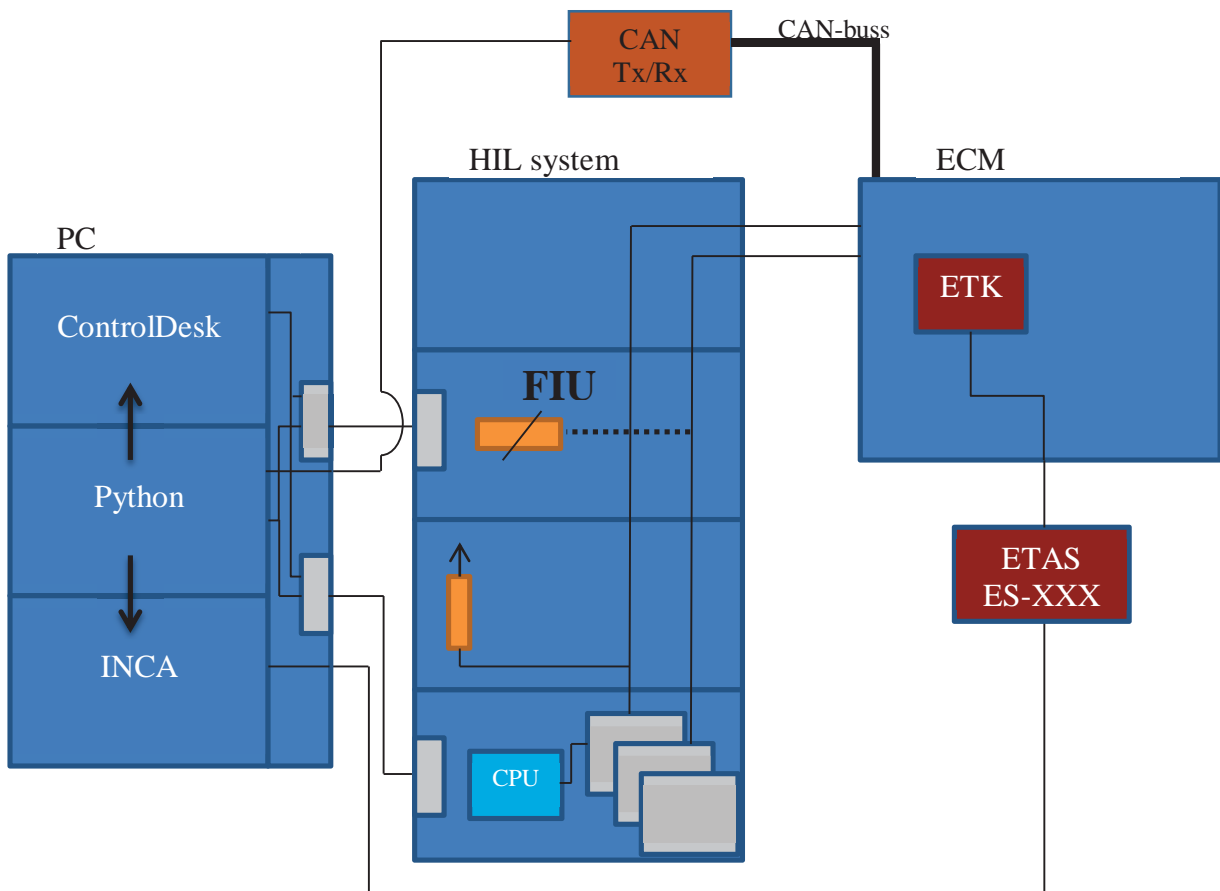 CAN-buss
CAN
Tx/Rx
HIL system
ECM
PC
ETK
ControlDesk
FIU
Python
ETAS
ES-XXX
INCA
CPU